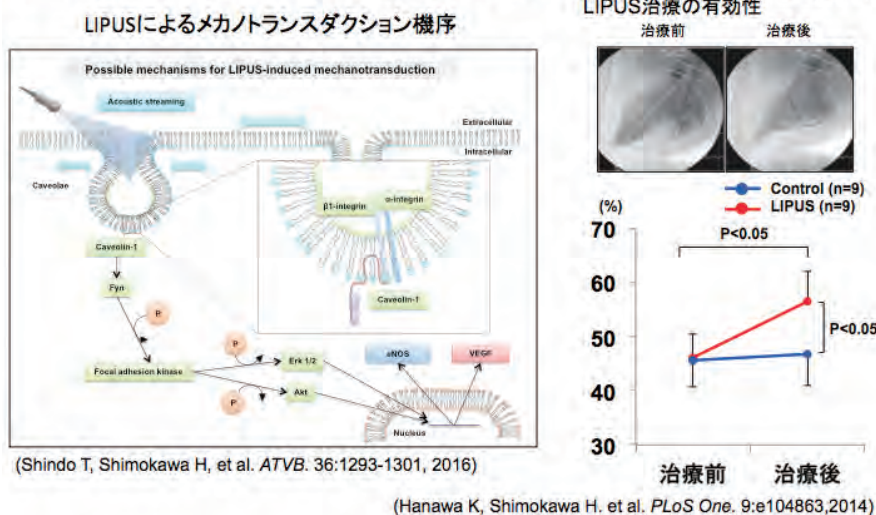 LIPUSによるメカノトランスダクション機序
Possible mechanisms for LIPUS-induced mechanotransduction
Acoustic streaming
Extracellular
Intracellular
Caveolae
β1-integrin
α-integrin
Caveolin-1
Caveolin-1
Fyn
P
Focal adhesion kinase
P
Erk 1/2
P
Akt
eNOS
VEGF
Nucleus
(Shindo T, Shimokawa H, et al. ATVB. 36:1293-1301, 2016)
LIPUS治療の有効性
治療前
治療後
Control (n=9)
LIPUS (n=9)
(%)
70
60
50
40
30
P<0.05
P<0.05
治療前
治療後
(Hanawa K, Shimokawa H. et al. PLoS One. 9:e104863,2014)